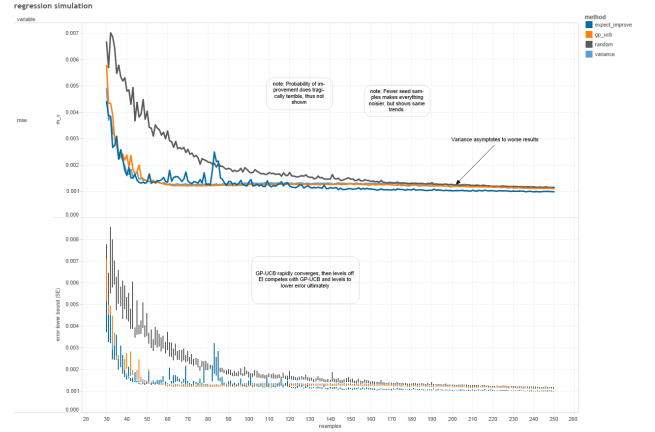 regression simulation
variable
method
expect_improve
gp_ucb
random
variance
0.007
0.006
0.005
0.004
0.003
0.002
0.001
0.000
mse
m_v
note: Probability of im-
provement does tragi-
cally terrible, thus not
shown
note: Fewer seed sam-
ples makes everything
noisier, but shows same
trends
Variance asymptotes to worse results
0.008
0.007
0.006
0.005
0.004
0.003
0.002
0.001
0.000
error lower bound (SE)
GP-UCB rapidly converges, then levels off
EI competes with GP-UCB and levels to
lower error ultimately
20 30 40 50 60 70 80 90 100 110 120 130 140 150 160 170 180 190 200 210 220 230 240 250 260
nsamples